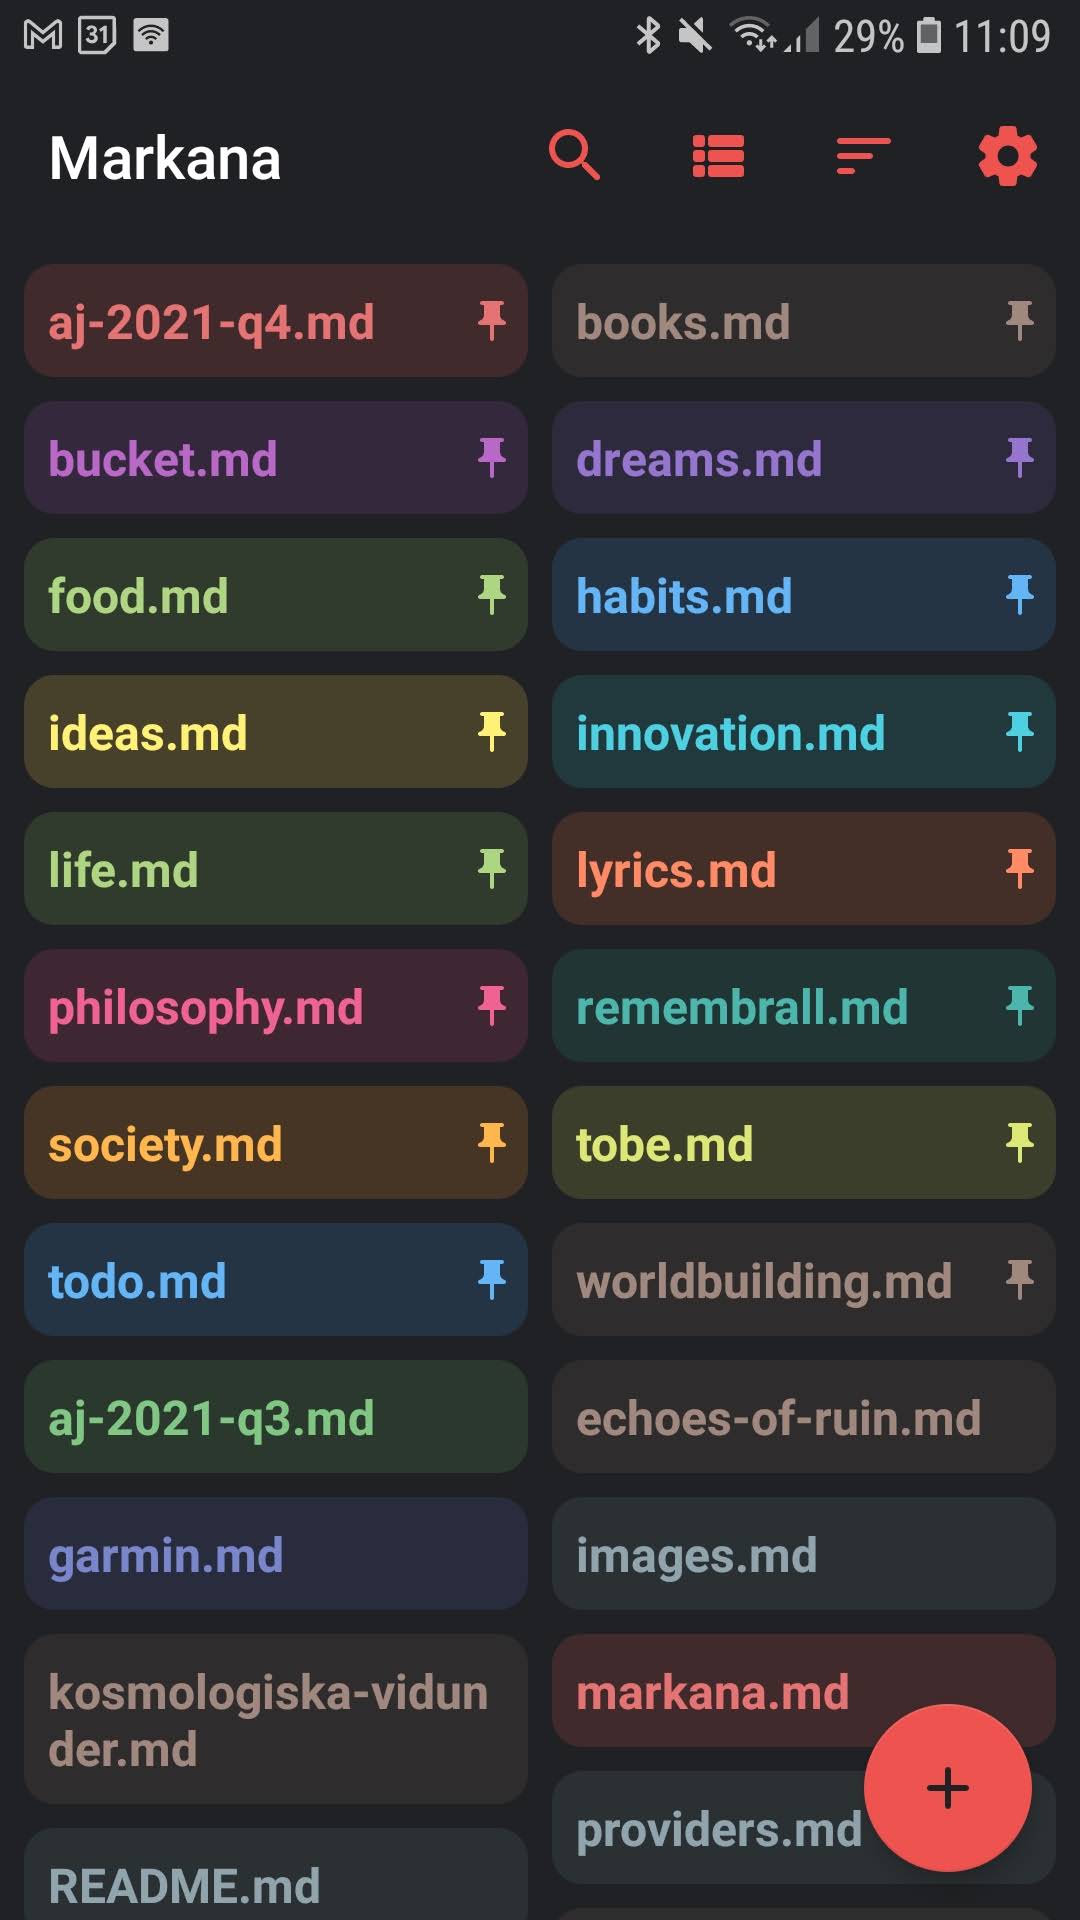 31 29% 11:09
Markana
aj-2021-q4.md
books.md
bucket.md
dreams.md
food.md
habits.md
ideas.md
innovation.md
life.md
lyrics.md
philosophy.md
remembrall.md
society.md
tobe.md
todo.md
worldbuilding.md
aj-2021-q3.md
echoes-of-ruin.md
garmin.md
images.md
kosmologiska-vidun
der.md
markana.md
providers.md
README.md